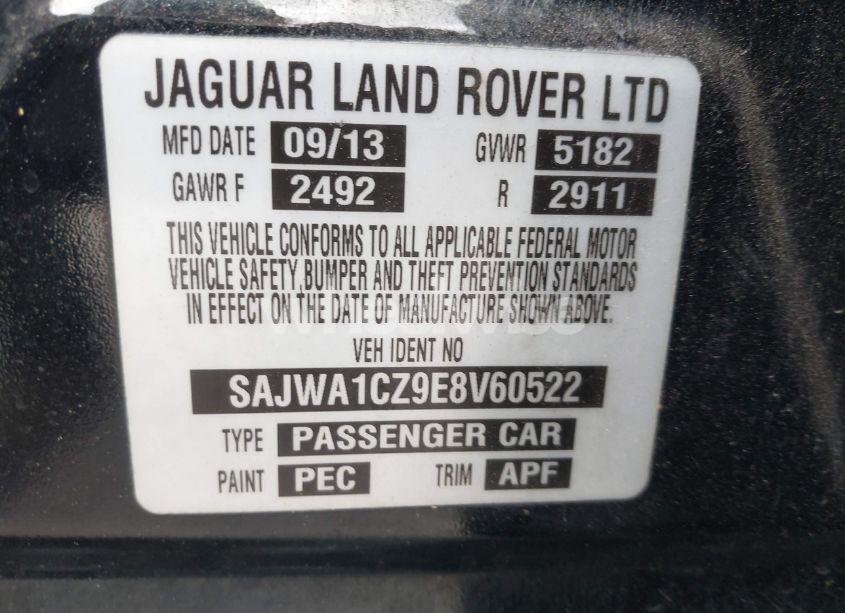 JAGUAR LAND ROVER LTD
MFD DATE 09/13 GVWR 5182
GAWR F 2492 R 2911
THIS VEHICLE CONFORMS TO ALL APPLICABLE FEDERAL MOTOR
VEHICLE SAFETY,BUMPER AND THEFT PREVENTION STANDARDS
IN EFFECT ON THE DATE OF MANUFACTURE SHOWN ABOVE.
VEH IDENT NO
SAJWA1CZ9E8V60522
TYPE PASSENGER CAR
PAINT PEC TRIM APF